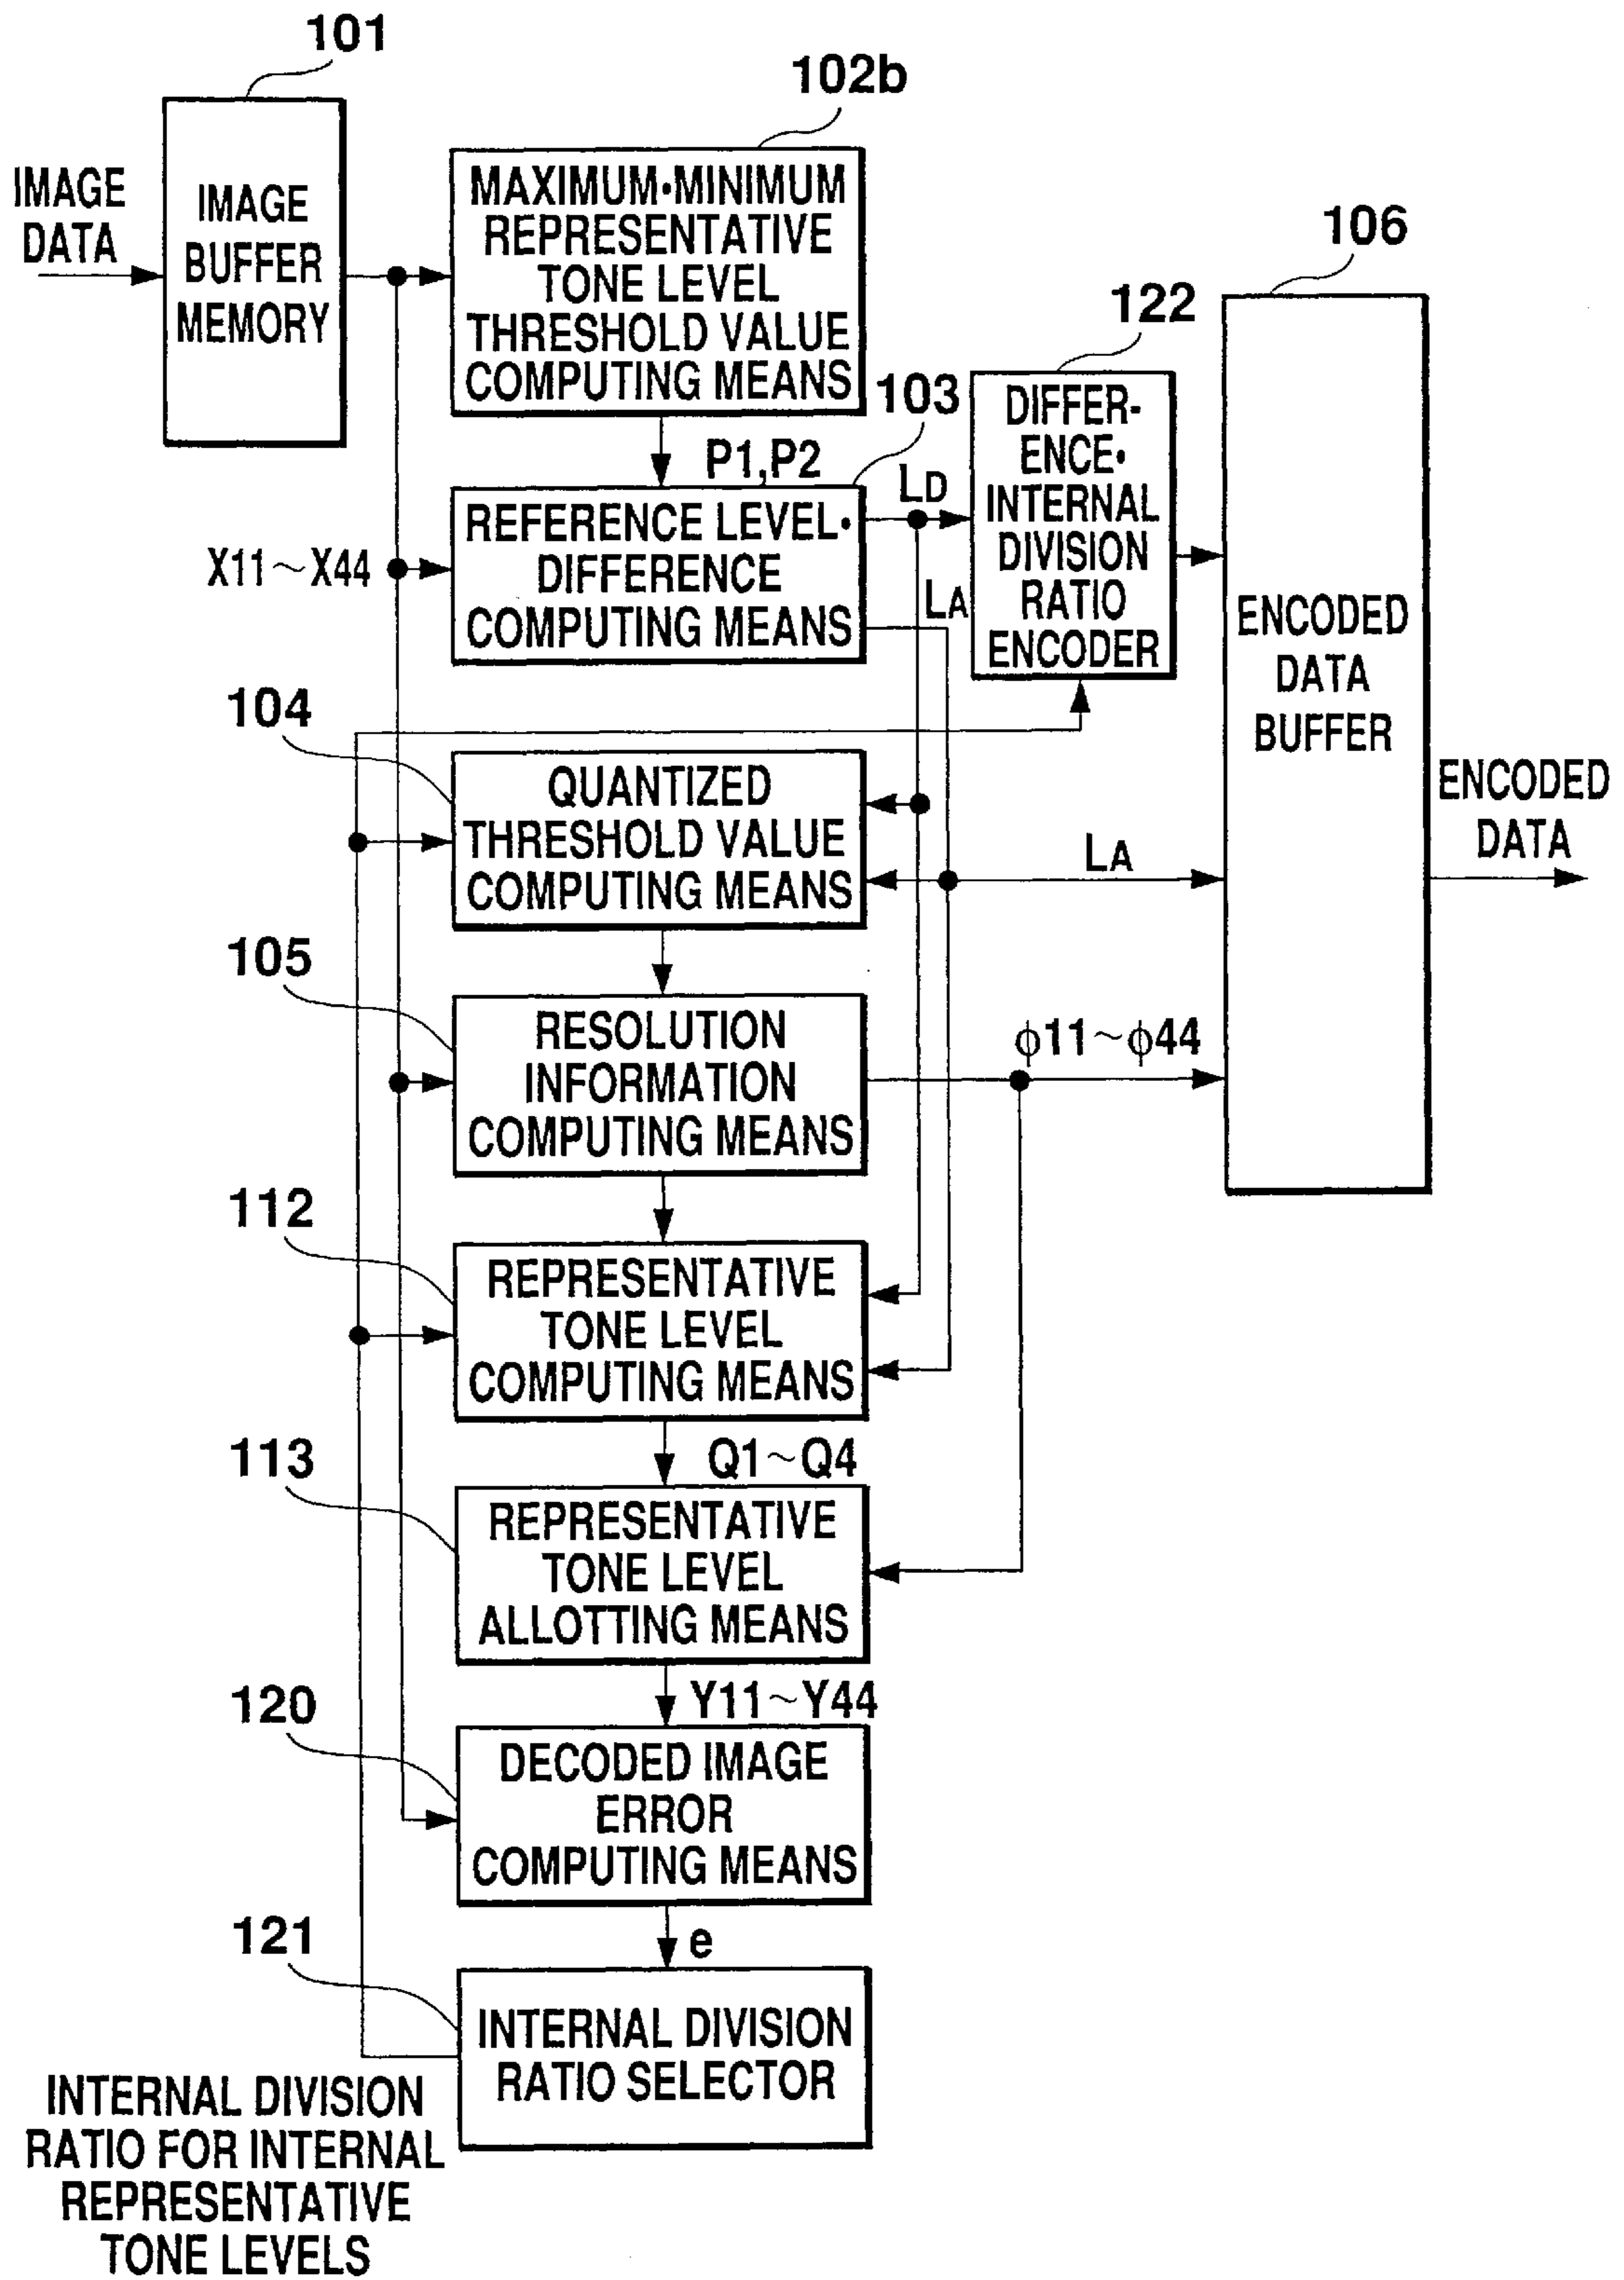 101
102b
IMAGE
DATA
IMAGE
BUFFER
MEMORY
MAXIMUM•MINIMUM
REPRESENTATIVE
TONE LEVEL
THRESHOLD VALUE
COMPUTING MEANS
106
122
103
P1,P2
LD
DIFFER-
ENCE•
INTERNAL
DIVISION
RATIO
ENCODER
X11~X44
REFERENCE LEVEL•
DIFFERENCE
COMPUTING MEANS
LA
ENCODED
DATA
BUFFER
104
QUANTIZED
THRESHOLD VALUE
COMPUTING MEANS
LA
ENCODED
DATA
105
RESOLUTION
INFORMATION
COMPUTING MEANS
ϕ11~ϕ44
112
REPRESENTATIVE
TONE LEVEL
COMPUTING MEANS
Q1~Q4
113
REPRESENTATIVE
TONE LEVEL
ALLOTTING MEANS
Y11~Y44
120
DECODED IMAGE
ERROR
COMPUTING MEANS
e
121
INTERNAL DIVISION
RATIO SELECTOR
INTERNAL DIVISION
RATIO FOR INTERNAL
REPRESENTATIVE
TONE LEVELS